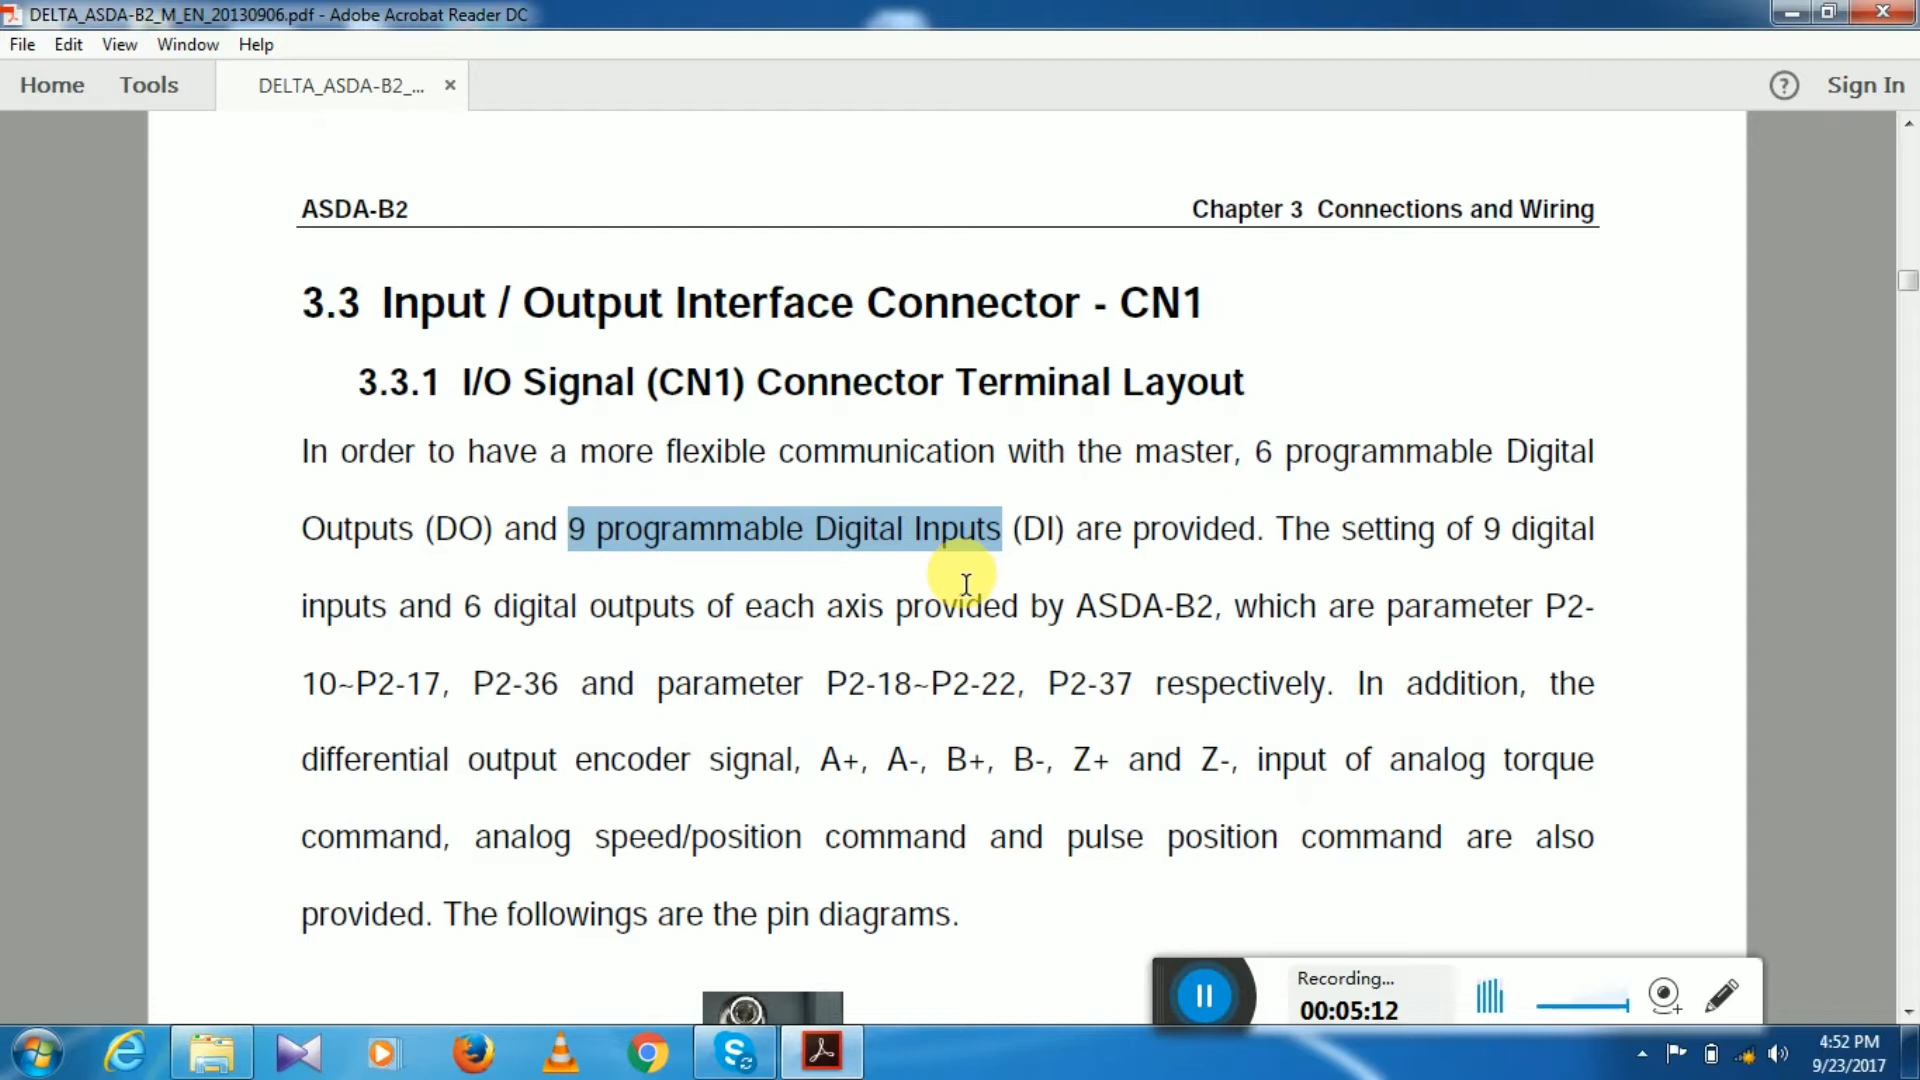 DELTA_ASDA-B2_M_EN_20130906.pdf - Adobe Acrobat Reader DC
File Edit View Window Help
Home Tools DELTA_ASDA-B2_... × ? Sign In
ASDA-B2 Chapter 3 Connections and Wiring
3.3 Input / Output Interface Connector - CN1
3.3.1 I/O Signal (CN1) Connector Terminal Layout
In order to have a more flexible communication with the master, 6 programmable Digital
Outputs (DO) and 9 programmable Digital Inputs (DI) are provided. The setting of 9 digital
inputs and 6 digital outputs of each axis provided by ASDA-B2, which are parameter P2-
10~P2-17, P2-36 and parameter P2-18~P2-22, P2-37 respectively. In addition, the
differential output encoder signal, A+, A-, B+, B-, Z+ and Z-, input of analog torque
command, analog speed/position command and pulse position command are also
provided. The followings are the pin diagrams.
Recording...
00:05:12
4:52 PM
9/23/2017